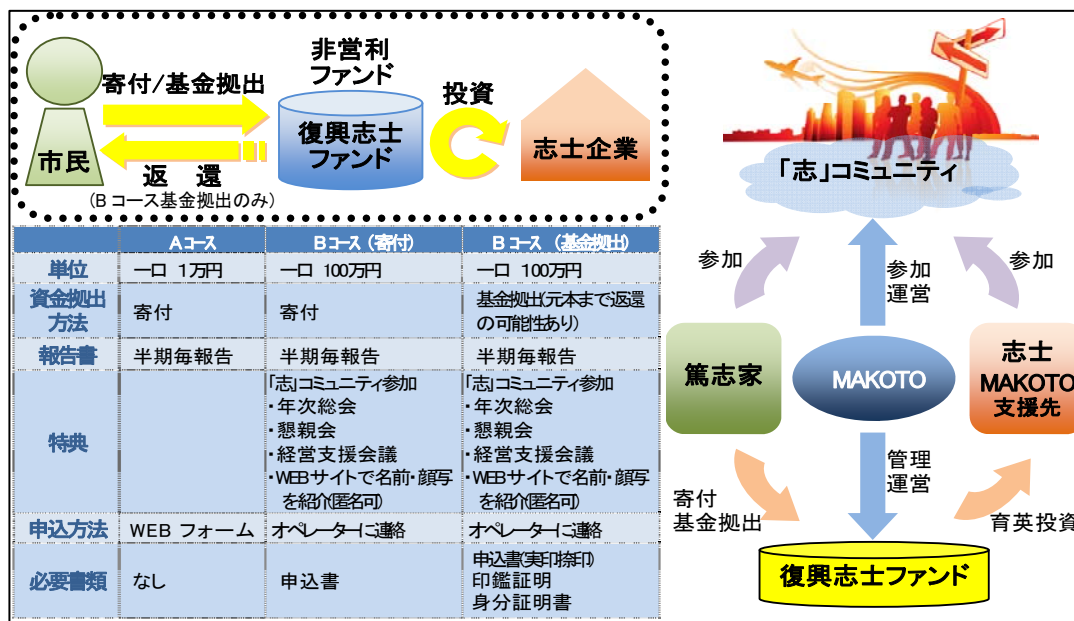 非営利
ファンド
寄付/基金拠出
投資
復興志士
ファンド
志士企業
市民
返 還
(Bコース基金拠出のみ)
Aコース Bコース(寄付) Bコース(基金拠出)
単位 一口 1万円 一口 100万円 一口 100万円
資金拠出
方法
寄付
寄付
基金拠出(元本まで返還
の可能性あり)
報告書 半期毎報告 半期毎報告 半期毎報告
特典
「志」コミュニティ参加
・年次総会
・懇親会
・経営支援会議
・WEBサイトで名前・顔写
を紹介(匿名可)
「志」コミュニティ参加
・年次総会
・懇親会
・経営支援会議
・WEBサイトで名前・顔写
を紹介(匿名可)
申込方法 WEB フォーム オペレーターに連絡 オペレーターに連絡
必要書類
なし
申込書
申込書(実印捺印)
印鑑証明
身分証明書
「志」コミュニティ
参加
参加
運営
参加
篤志家
MAKOTO
志士
MAKOTO
支援先
寄付
基金拠出
管理
運営
育英投資
復興志士ファンド